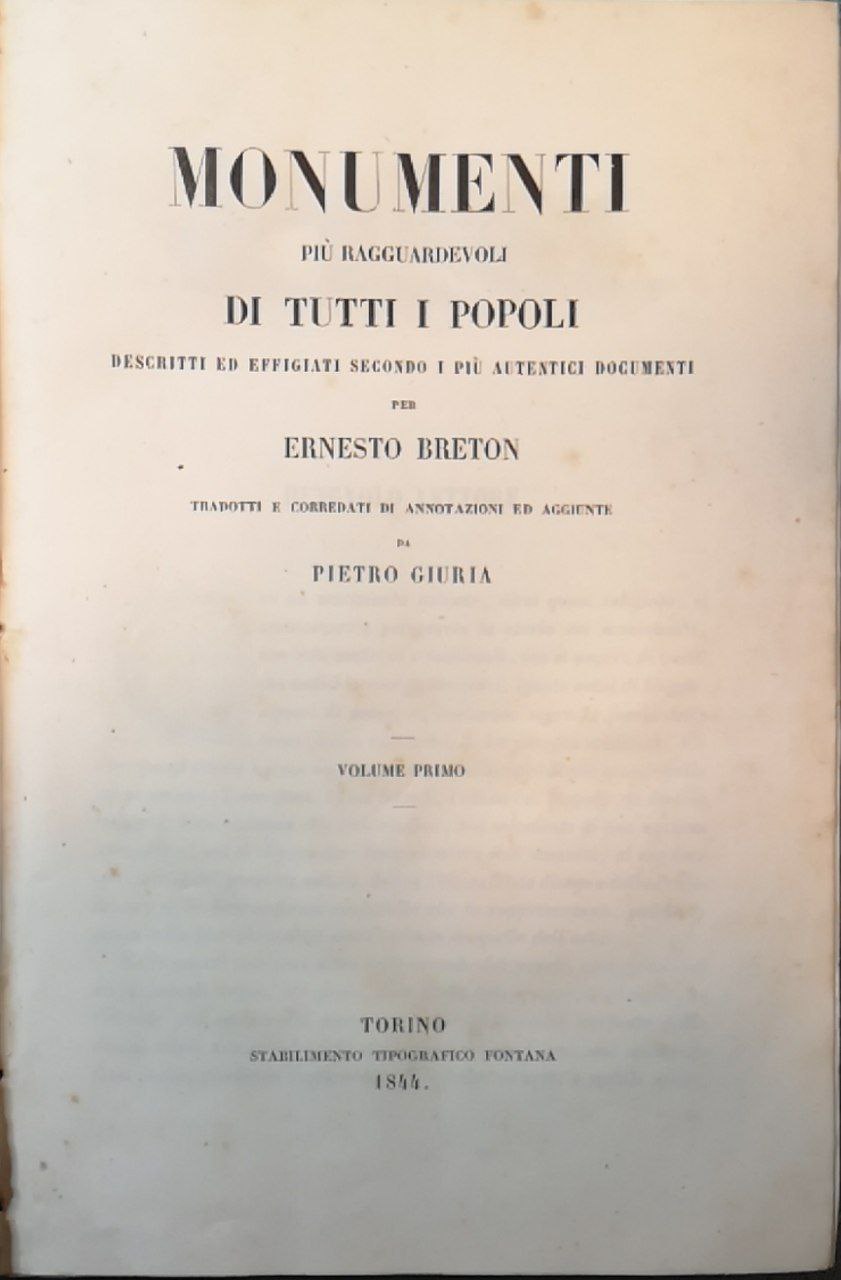 MONUMENTI
PIÙ RAGGUARDEVOLI
DI TUTTI I POPOLI
DESCRITTI ED EFFIGIATI SECONDO I PIÙ AUTENTICI DOCUMENTI
PER
ERNESTO BRETON
TRADOTTI E CORREDATI DI ANNOTAZIONI ED AGGIUNTE
DA
PIETRO GIURIA
VOLUME PRIMO
TORINO
STABILIMENTO TIPOGRAFICO FONTANA
1844.